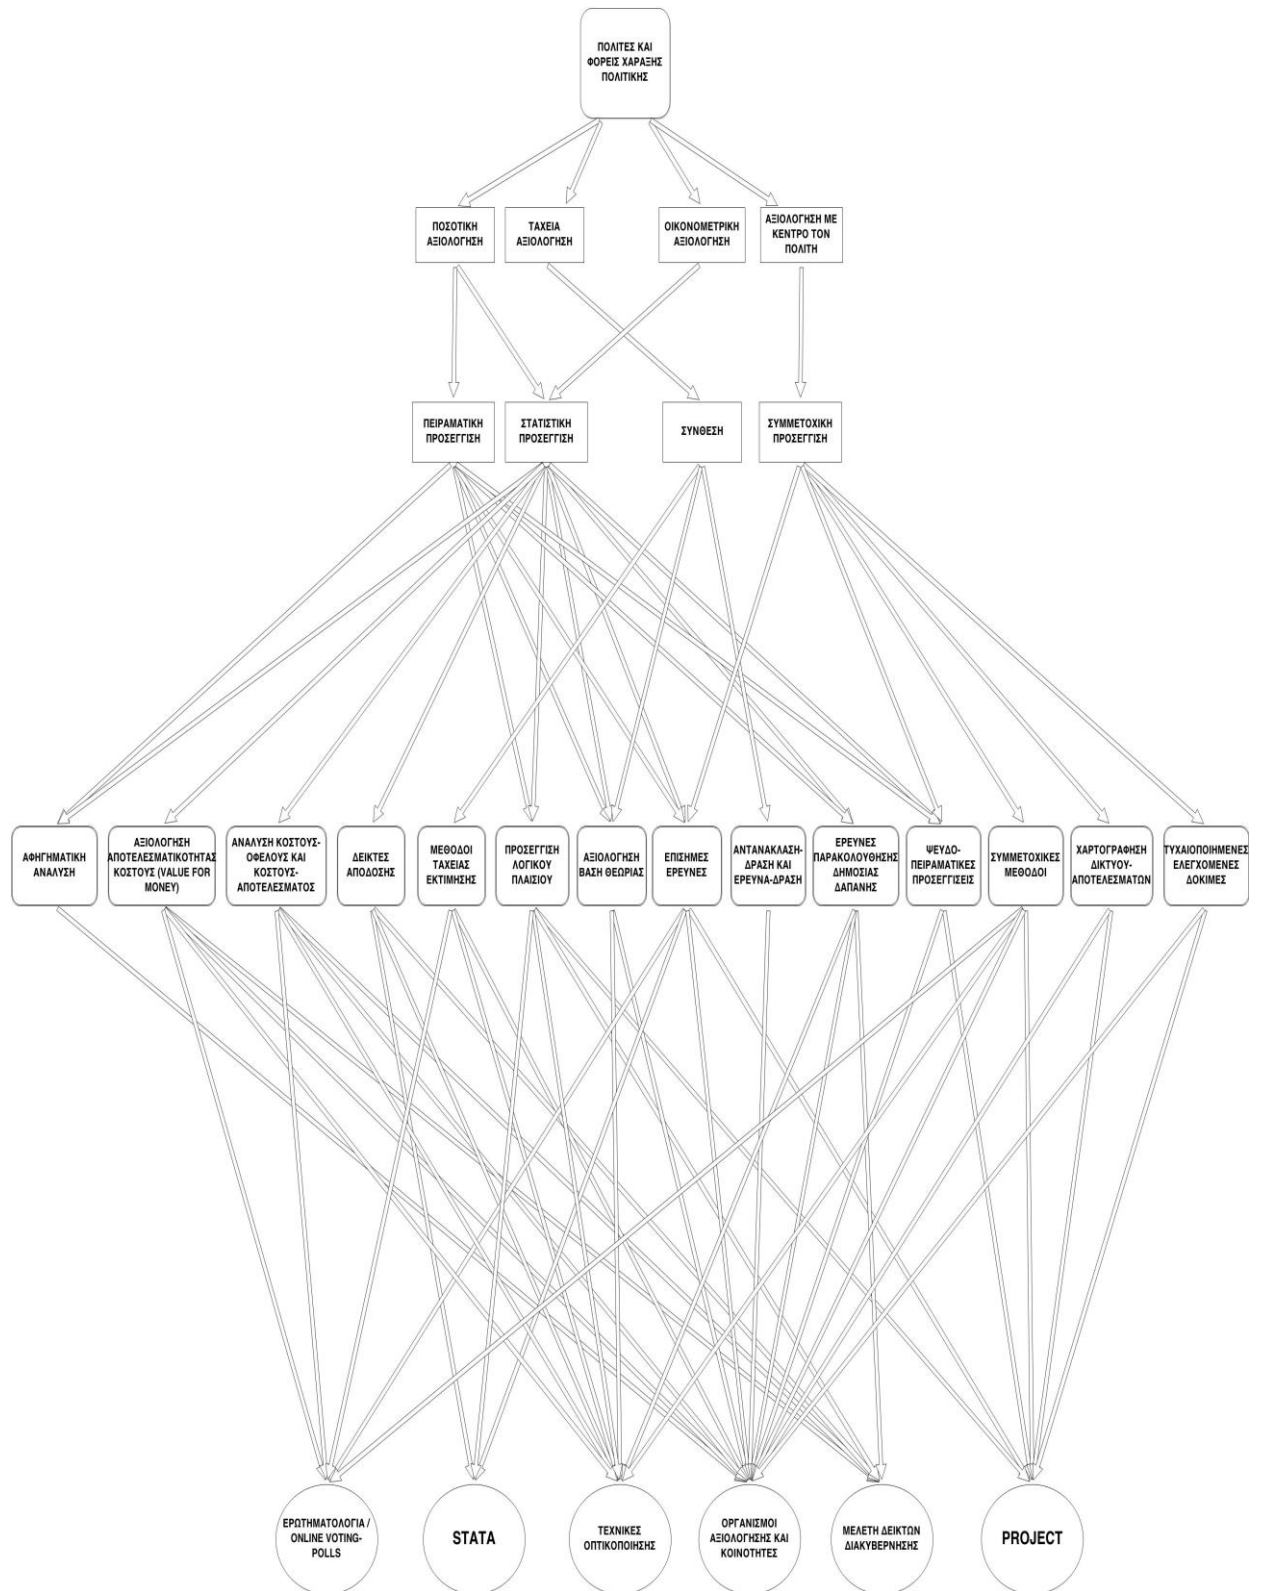 ΠΟΛΙΤΕΣ ΚΑΙ
ΦΟΡΕΙΣ ΧΑΡΑΞΗΣ
ΠΟΛΙΤΙΚΗΣ
ΠΟΣΟΤΙΚΗ
ΑΞΙΟΛΟΓΗΣΗ
ΤΑΧΕΙΑ
ΑΞΙΟΛΟΓΗΣΗ
ΟΙΚΟΝΟΜΕΤΡΙΚΗ
ΑΞΙΟΛΟΓΗΣΗ
ΑΞΙΟΛΟΓΗΣΗ ΜΕ
ΚΕΝΤΡΟ ΤΟΝ
ΠΟΛΙΤΗ
ΠΕΙΡΑΜΑΤΙΚΗ
ΠΡΟΣΕΓΓΙΣΗ
ΣΤΑΤΙΣΤΙΚΗ
ΠΡΟΣΕΓΓΙΣΗ
ΣΥΝΘΕΣΗ
ΣΥΜΜΕΤΟΧΙΚΗ
ΠΡΟΣΕΓΓΙΣΗ
ΑΦΗΓΗΜΑΤΙΚΗ
ΑΝΑΛΥΣΗ
ΑΞΙΟΛΟΓΗΣΗ
ΑΠΟΤΕΛΕΣΜΑΤΙΚΟΤΗΤΑΣ
ΚΟΣΤΟΥΣ (VALUE FOR
MONEY)
ΑΝΑΛΥΣΗ ΚΟΣΤΟΥΣ-
ΟΦΕΛΟΥΣ ΚΑΙ
ΚΟΣΤΟΥΣ-
ΑΠΟΤΕΛΕΣΜΑΤΟΣ
ΔΕΙΚΤΕΣ
ΑΠΟΔΟΣΗΣ
ΜΕΘΟΔΟΙ
ΤΑΧΕΙΑΣ
ΕΚΤΙΜΗΣΗΣ
ΠΡΟΣΕΓΓΙΣΗ
ΛΟΓΙΚΟΥ
ΠΛΑΙΣΙΟΥ
ΑΞΙΟΛΟΓΗΣΗ
ΒΑΣΗ ΘΕΩΡΙΑΣ
ΕΠΙΣΗΜΕΣ
ΕΡΕΥΝΕΣ
ΑΝΤΑΝΑΚΛΑΣΗ-
ΔΡΑΣΗ ΚΑΙ
ΕΡΕΥΝΑ-ΔΡΑΣΗ
ΕΡΕΥΝΕΣ
ΠΑΡΑΚΟΛΟΥΘΗΣΗΣ
ΔΗΜΟΣΙΑΣ
ΔΑΠΑΝΗΣ
ΨΕΥΔΟ-
ΠΕΙΡΑΜΑΤΙΚΕΣ
ΠΡΟΣΕΓΓΙΣΕΙΣ
ΣΥΜΜΕΤΟΧΙΚΕΣ
ΜΕΘΟΔΟΙ
ΧΑΡΤΟΓΡΑΦΗΣΗ
ΔΙΚΤΥΟΥ-
ΑΠΟΤΕΛΕΣΜΑΤΩΝ
ΤΥΧΑΙΟΠΟΙΗΜΕΝΕΣ
ΕΛΕΓΧΟΜΕΝΕΣ
ΔΟΚΙΜΕΣ
ΕΡΩΤΗΜΑΤΟΛΟΓΙΑ /
ONLINE VOTING-
POLLS
STATA
ΤΕΧΝΙΚΕΣ
ΟΠΤΙΚΟΠΟΙΗΣΗΣ
ΟΡΓΑΝΙΣΜΟΙ
ΑΞΙΟΛΟΓΗΣΗΣ ΚΑΙ
ΚΟΙΝΟΤΗΤΕΣ
ΜΕΛΕΤΗ ΔΕΙΚΤΩΝ
ΔΙΑΚΥΒΕΡΝΗΣΗΣ
PROJECT